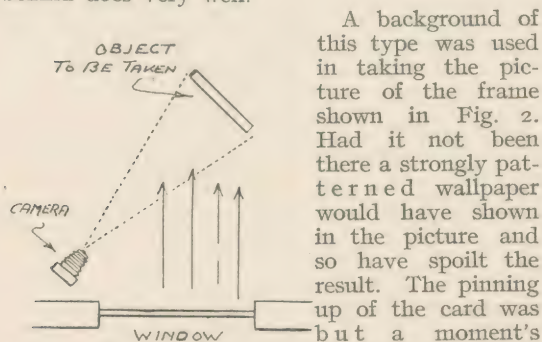 A background of
this type was used
in taking the pic-
ture of the frame
shown in Fig. 2.
Had it not been
there a strongly pat-
terned wallpaper
would have shown
in the picture and
so have spoilt the
result. The pinning
up of the card was
but a moment's
OBJECT
TO BE TAKEN
CAMERA
WINDOW